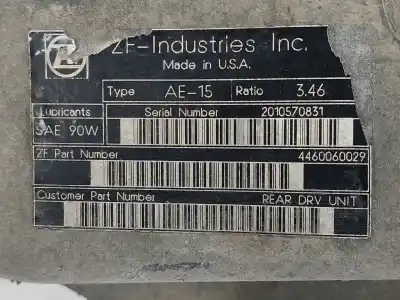 ZF
ZF-Industries Inc.
Made in U.S.A.
Type AE-15 Ratio 3.46
Lubricants Serial Number 2010570831
SAE 90W
ZF Part Number 4460060029
Customer Part Number REAR DRV UNIT